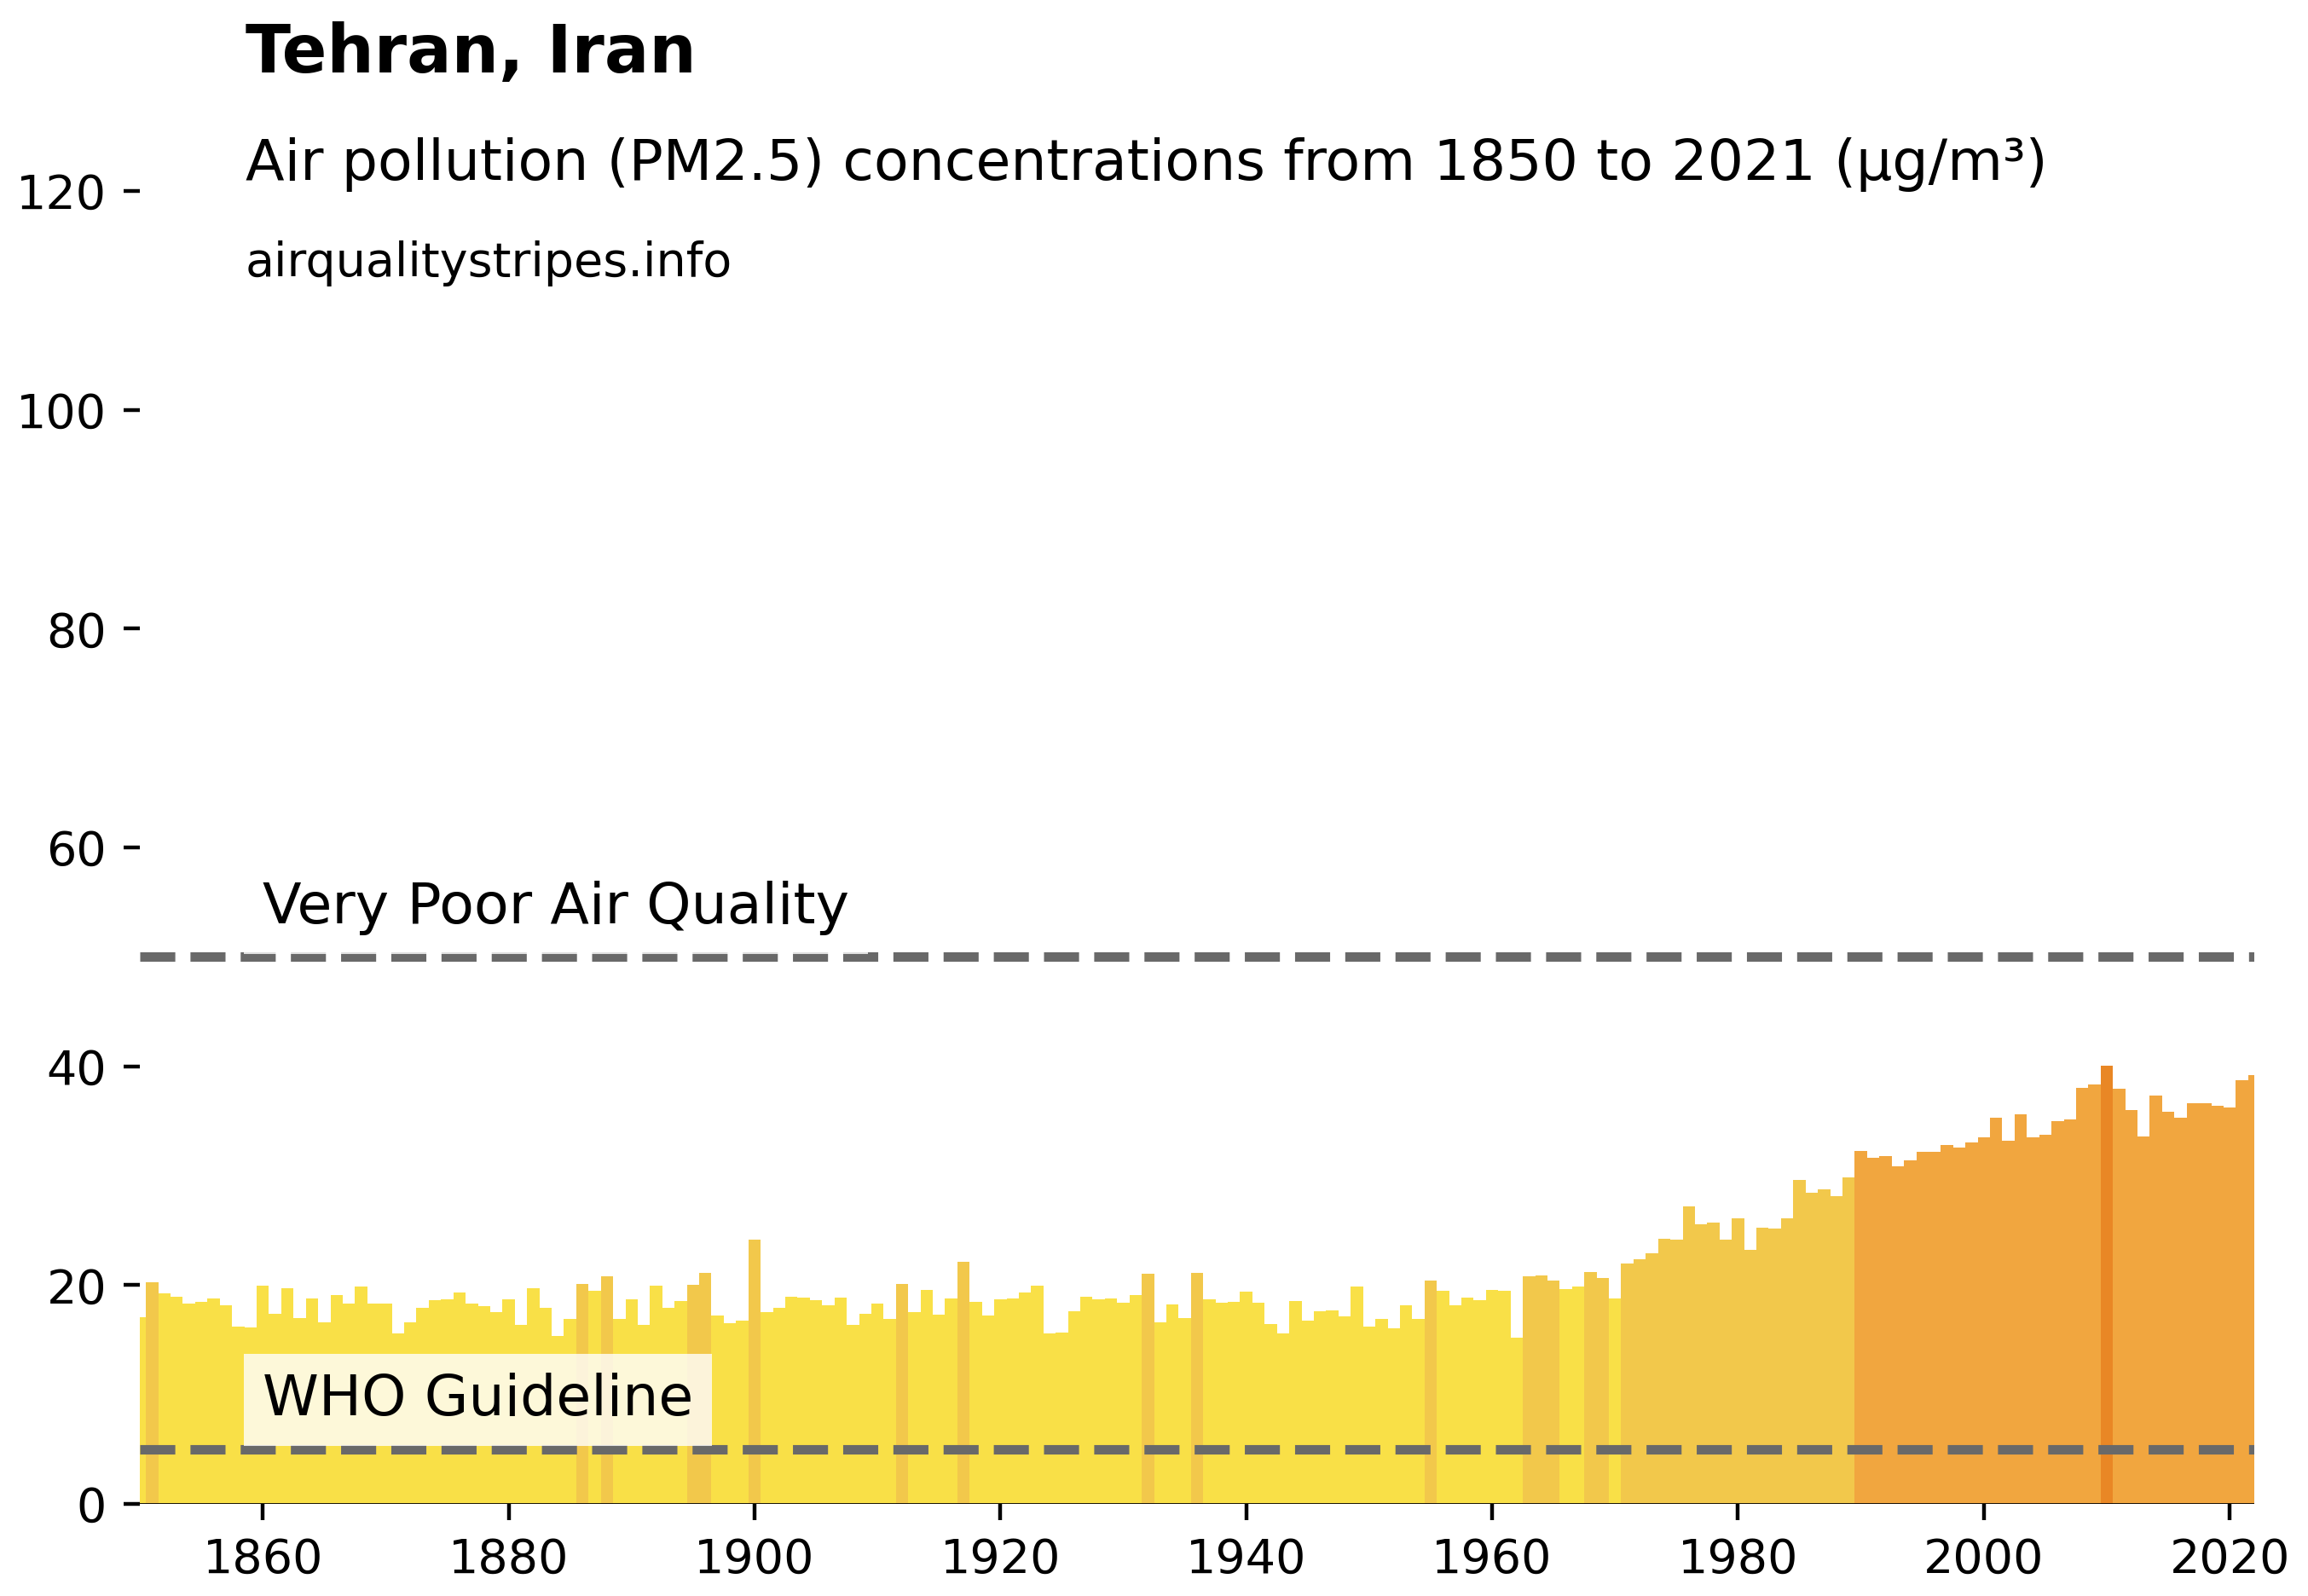 Tehran, Iran
Air pollution (PM2.5) concentrations from 1850 to 2021 (µg/m³)
120
airqualitystripes.info
100
80
60
Very Poor Air Quality
40
20
WHO Guideline
0
1860 1880 1900 1920 1940 1960 1980 2000 2020